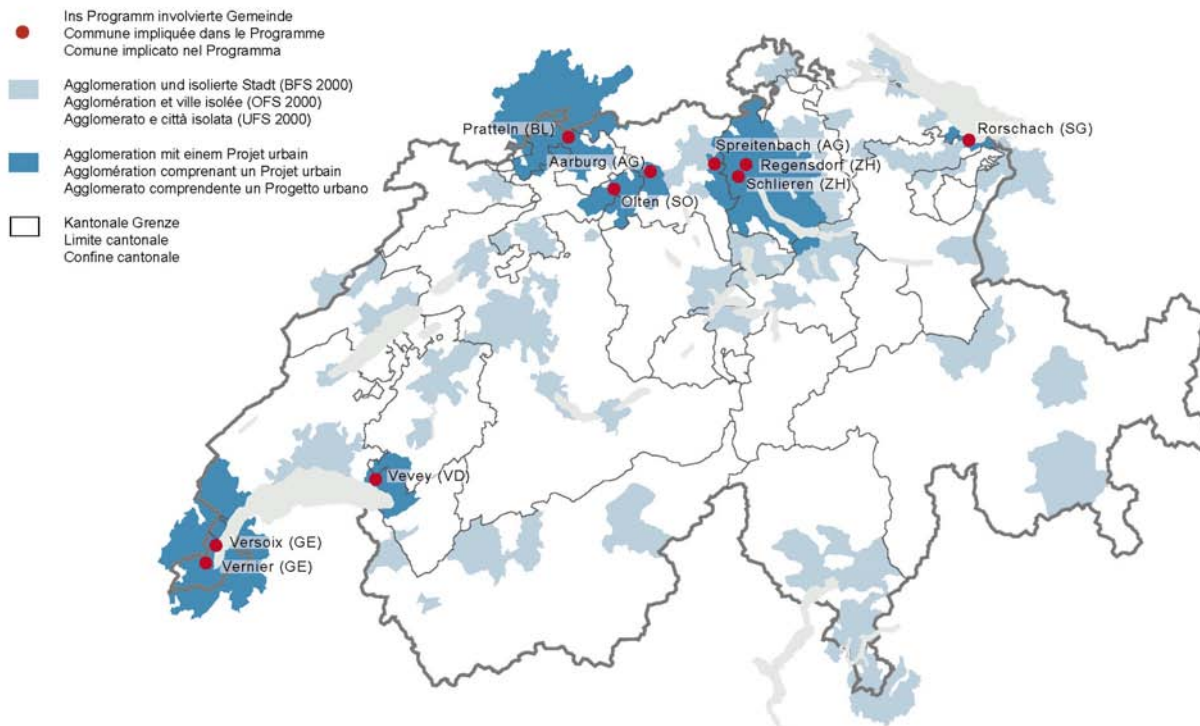 Ins Programm involvierte Gemeinde
Commune impliquée dans le Programme
Comune implicato nel Programma
Agglomeration und isolierte Stadt (BFS 2000)
Agglomération et ville isolée (OFS 2000)
Agglomerato e città isolata (UFS 2000)
Agglomeration mit einem Projet urbain
Agglomération comprenant un Projet urbain
Agglomerato comprendente un Progetto urbano
Kantonale Grenze
Limite cantonale
Confine cantonale
Pratteln (BL)
Aarburg (AG)
Olten (SO)
Spreitenbach (AG)
Regensdorf (ZH)
Schlieren (ZH)
Rorschach (SG)
Vevey (VD)
Versoix (GE)
Vernier (GE)